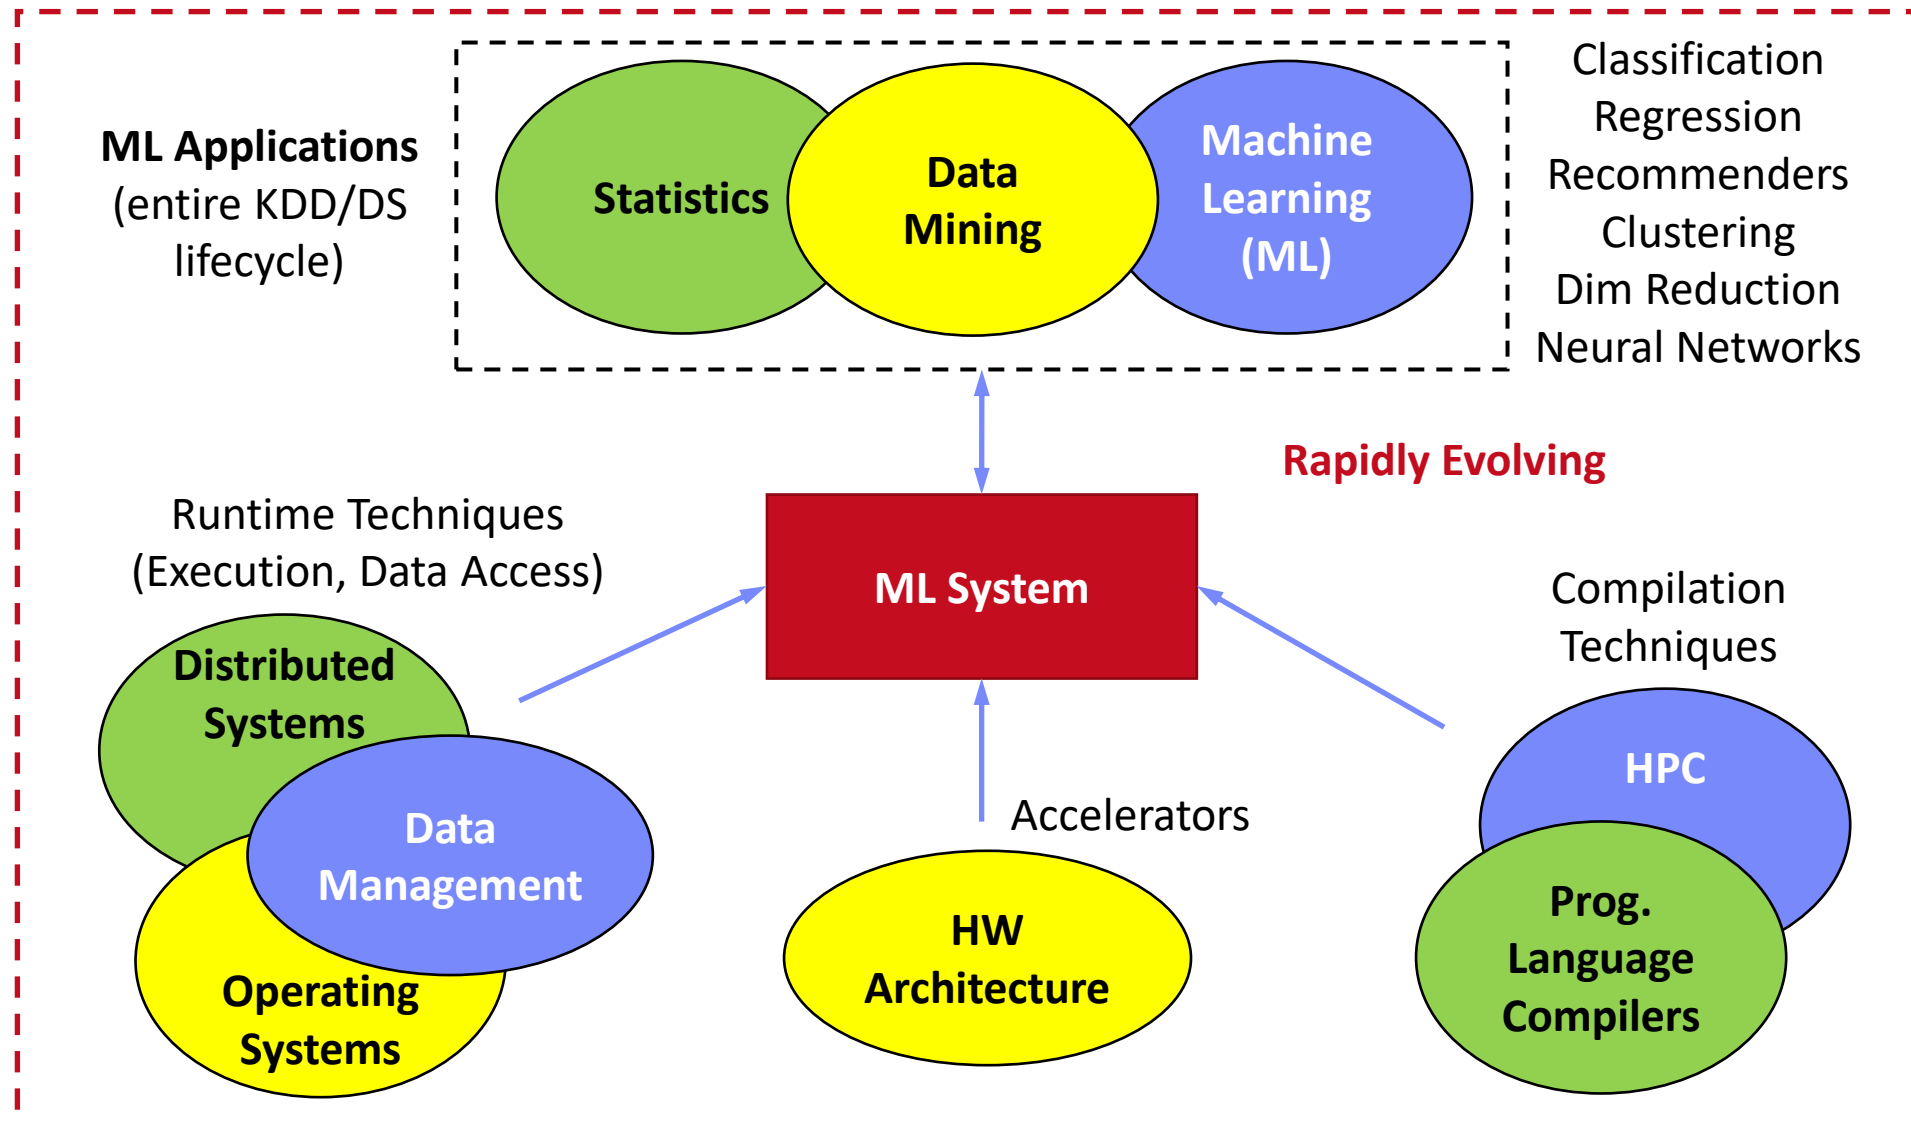 ML Applications
(entire KDD/DS
lifecycle)
Statistics
Data
Mining
Machine
Learning
(ML)
Classification
Regression
Recommenders
Clustering
Dim Reduction
Neural Networks
Rapidly Evolving
Runtime Techniques
(Execution, Data Access)
ML System
Compilation
Techniques
Distributed
Systems
Data
Management
Operating
Systems
Accelerators
HW
Architecture
HPC
Prog.
Language
Compilers